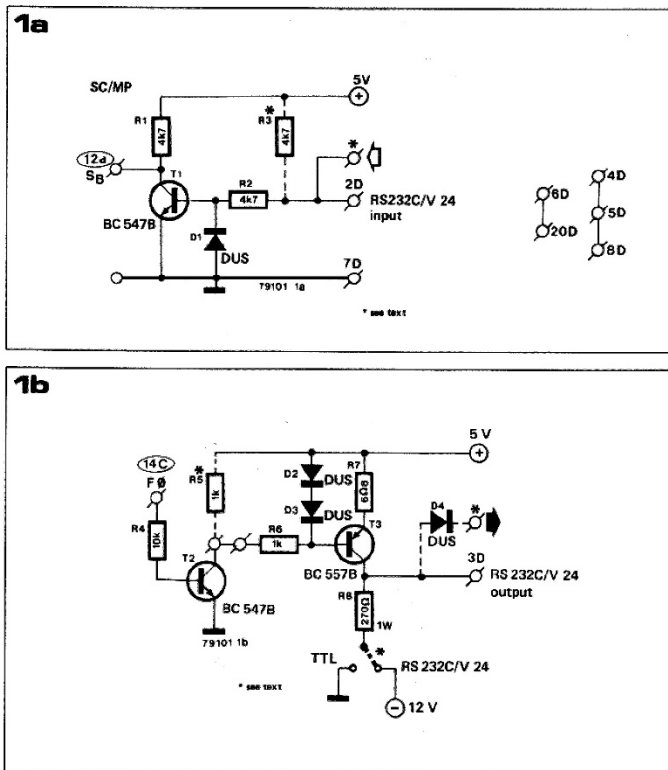 1a
SC/MP
5V
+
R1
4k7
*
R3
4k7
12d
SB
T1
R2
4k7
*
2D
RS232C/V 24
input
BC 547B
D1
DUS
7D
79101 1a
* see text
6D
20D
4D
5D
8D
1b
5 V
+
14C
FØ
*
R5
1k
D2
DUS
D3
DUS
R7
6Ω8
R4
10k
R6
1k
T3
D4
DUS
*
T2
BC 557B
3D
RS 232C/V 24
output
BC 547B
R8
270Ω
1W
79101 1b
*
TTL
RS 232C/V 24
* see text
− 12 V